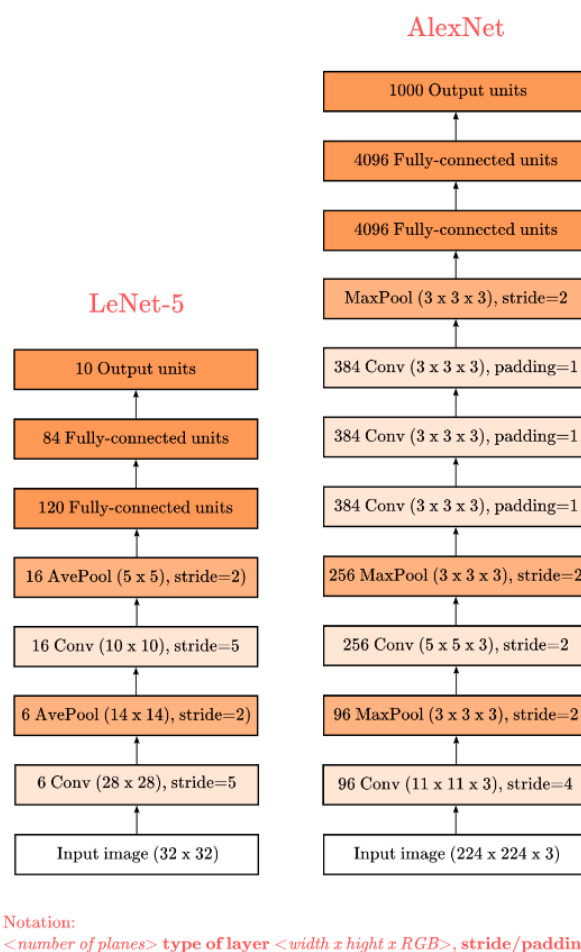 AlexNet
1000 Output units
4096 Fully-connected units
4096 Fully-connected units
MaxPool (3 x 3 x 3), stride=2
384 Conv (3 x 3 x 3), padding=1
384 Conv (3 x 3 x 3), padding=1
384 Conv (3 x 3 x 3), padding=1
256 MaxPool (3 x 3 x 3), stride=2
256 Conv (5 x 5 x 3), stride=2
96 MaxPool (3 x 3 x 3), stride=2
96 Conv (11 x 11 x 3), stride=4
Input image (224 x 224 x 3)
LeNet-5
10 Output units
84 Fully-connected units
120 Fully-connected units
16 AvePool (5 x 5), stride=2)
16 Conv (10 x 10), stride=5
6 AvePool (14 x 14), stride=2)
6 Conv (28 x 28), stride=5
Input image (32 x 32)
Notation:
<number of planes> type of layer <width x hight x RGB>, stride/paddin